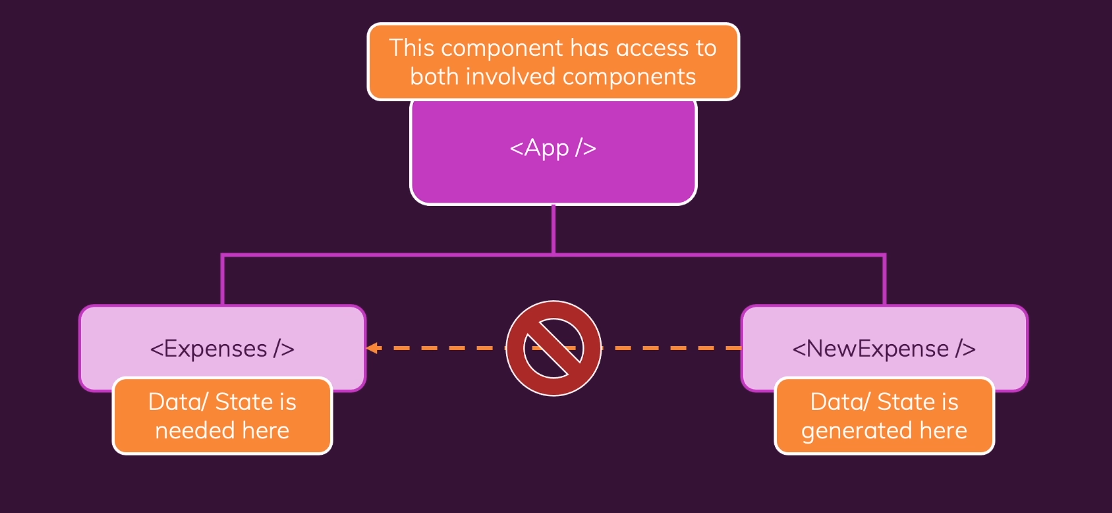 This component has access to
both involved components
<App />
<Expenses />
<NewExpense />
Data/ State is
needed here
Data/ State is
generated here